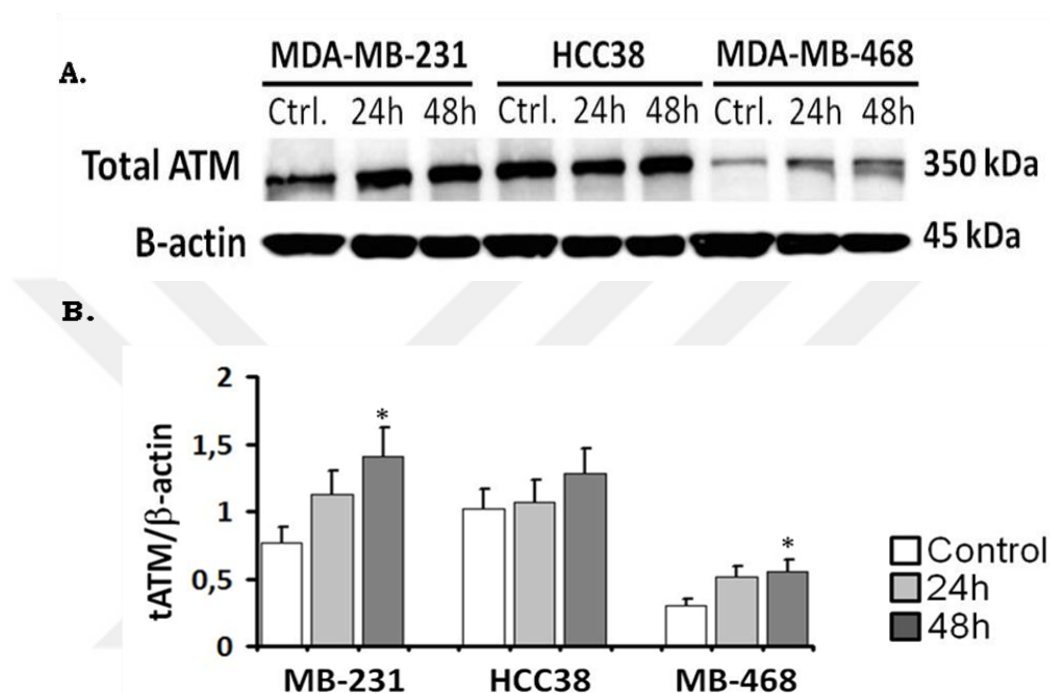 A.
MDA-MB-231 HCC38 MDA-MB-468
Ctrl. 24h 48h Ctrl. 24h 48h Ctrl. 24h 48h
Total ATM 350 kDa
B-actin 45 kDa
B.
tATM/β-actin
2
1,5
1
0,5
0
* *
MB-231 HCC38 MB-468
Control
24h
48h